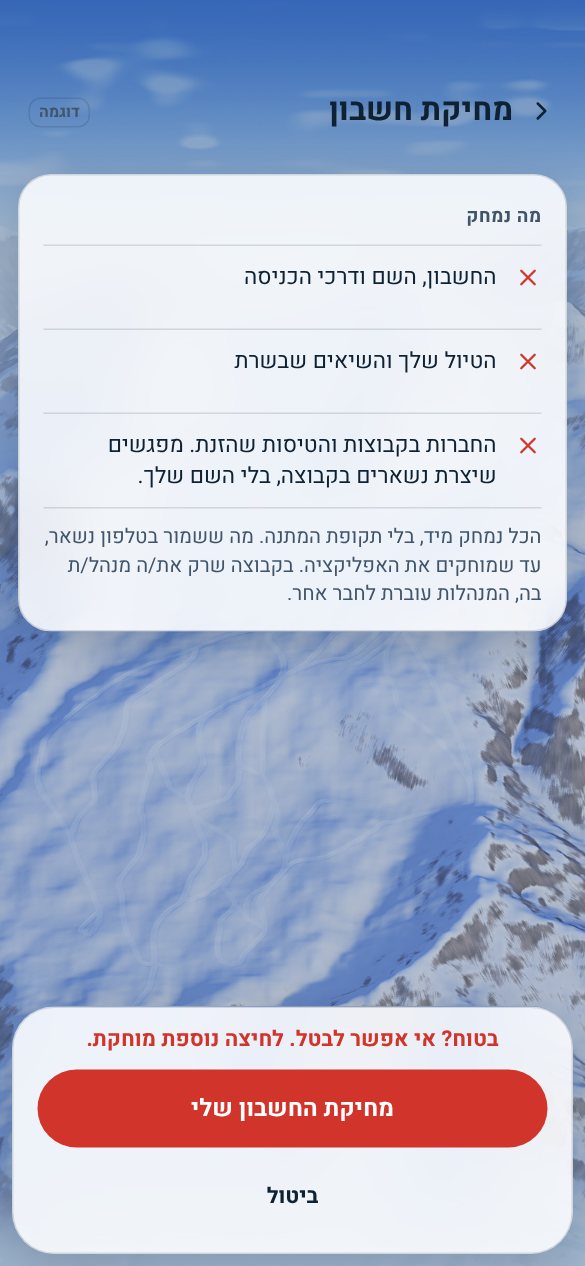 מחיקת חשבון
דוגמה
מה נמחק
החשבון, השם ודרכי הכניסה
הטיול שלך והשיאים שבשרת
החברות בקבוצות והטיסות שהזנת. מפגשים
שיצרת נשארים בקבוצה, בלי השם שלך.
הכל נמחק מיד, בלי תקופת המתנה. מה ששמור בטלפון נשאר,
עד שמוחקים את האפליקציה. בקבוצה שרק את/ה מנהל/ת
בה, המנהלות עוברת לחבר אחר.
בטוח? אי אפשר לבטל. לחיצה נוספת מוחקת.
מחיקת החשבון שלי
ביטול